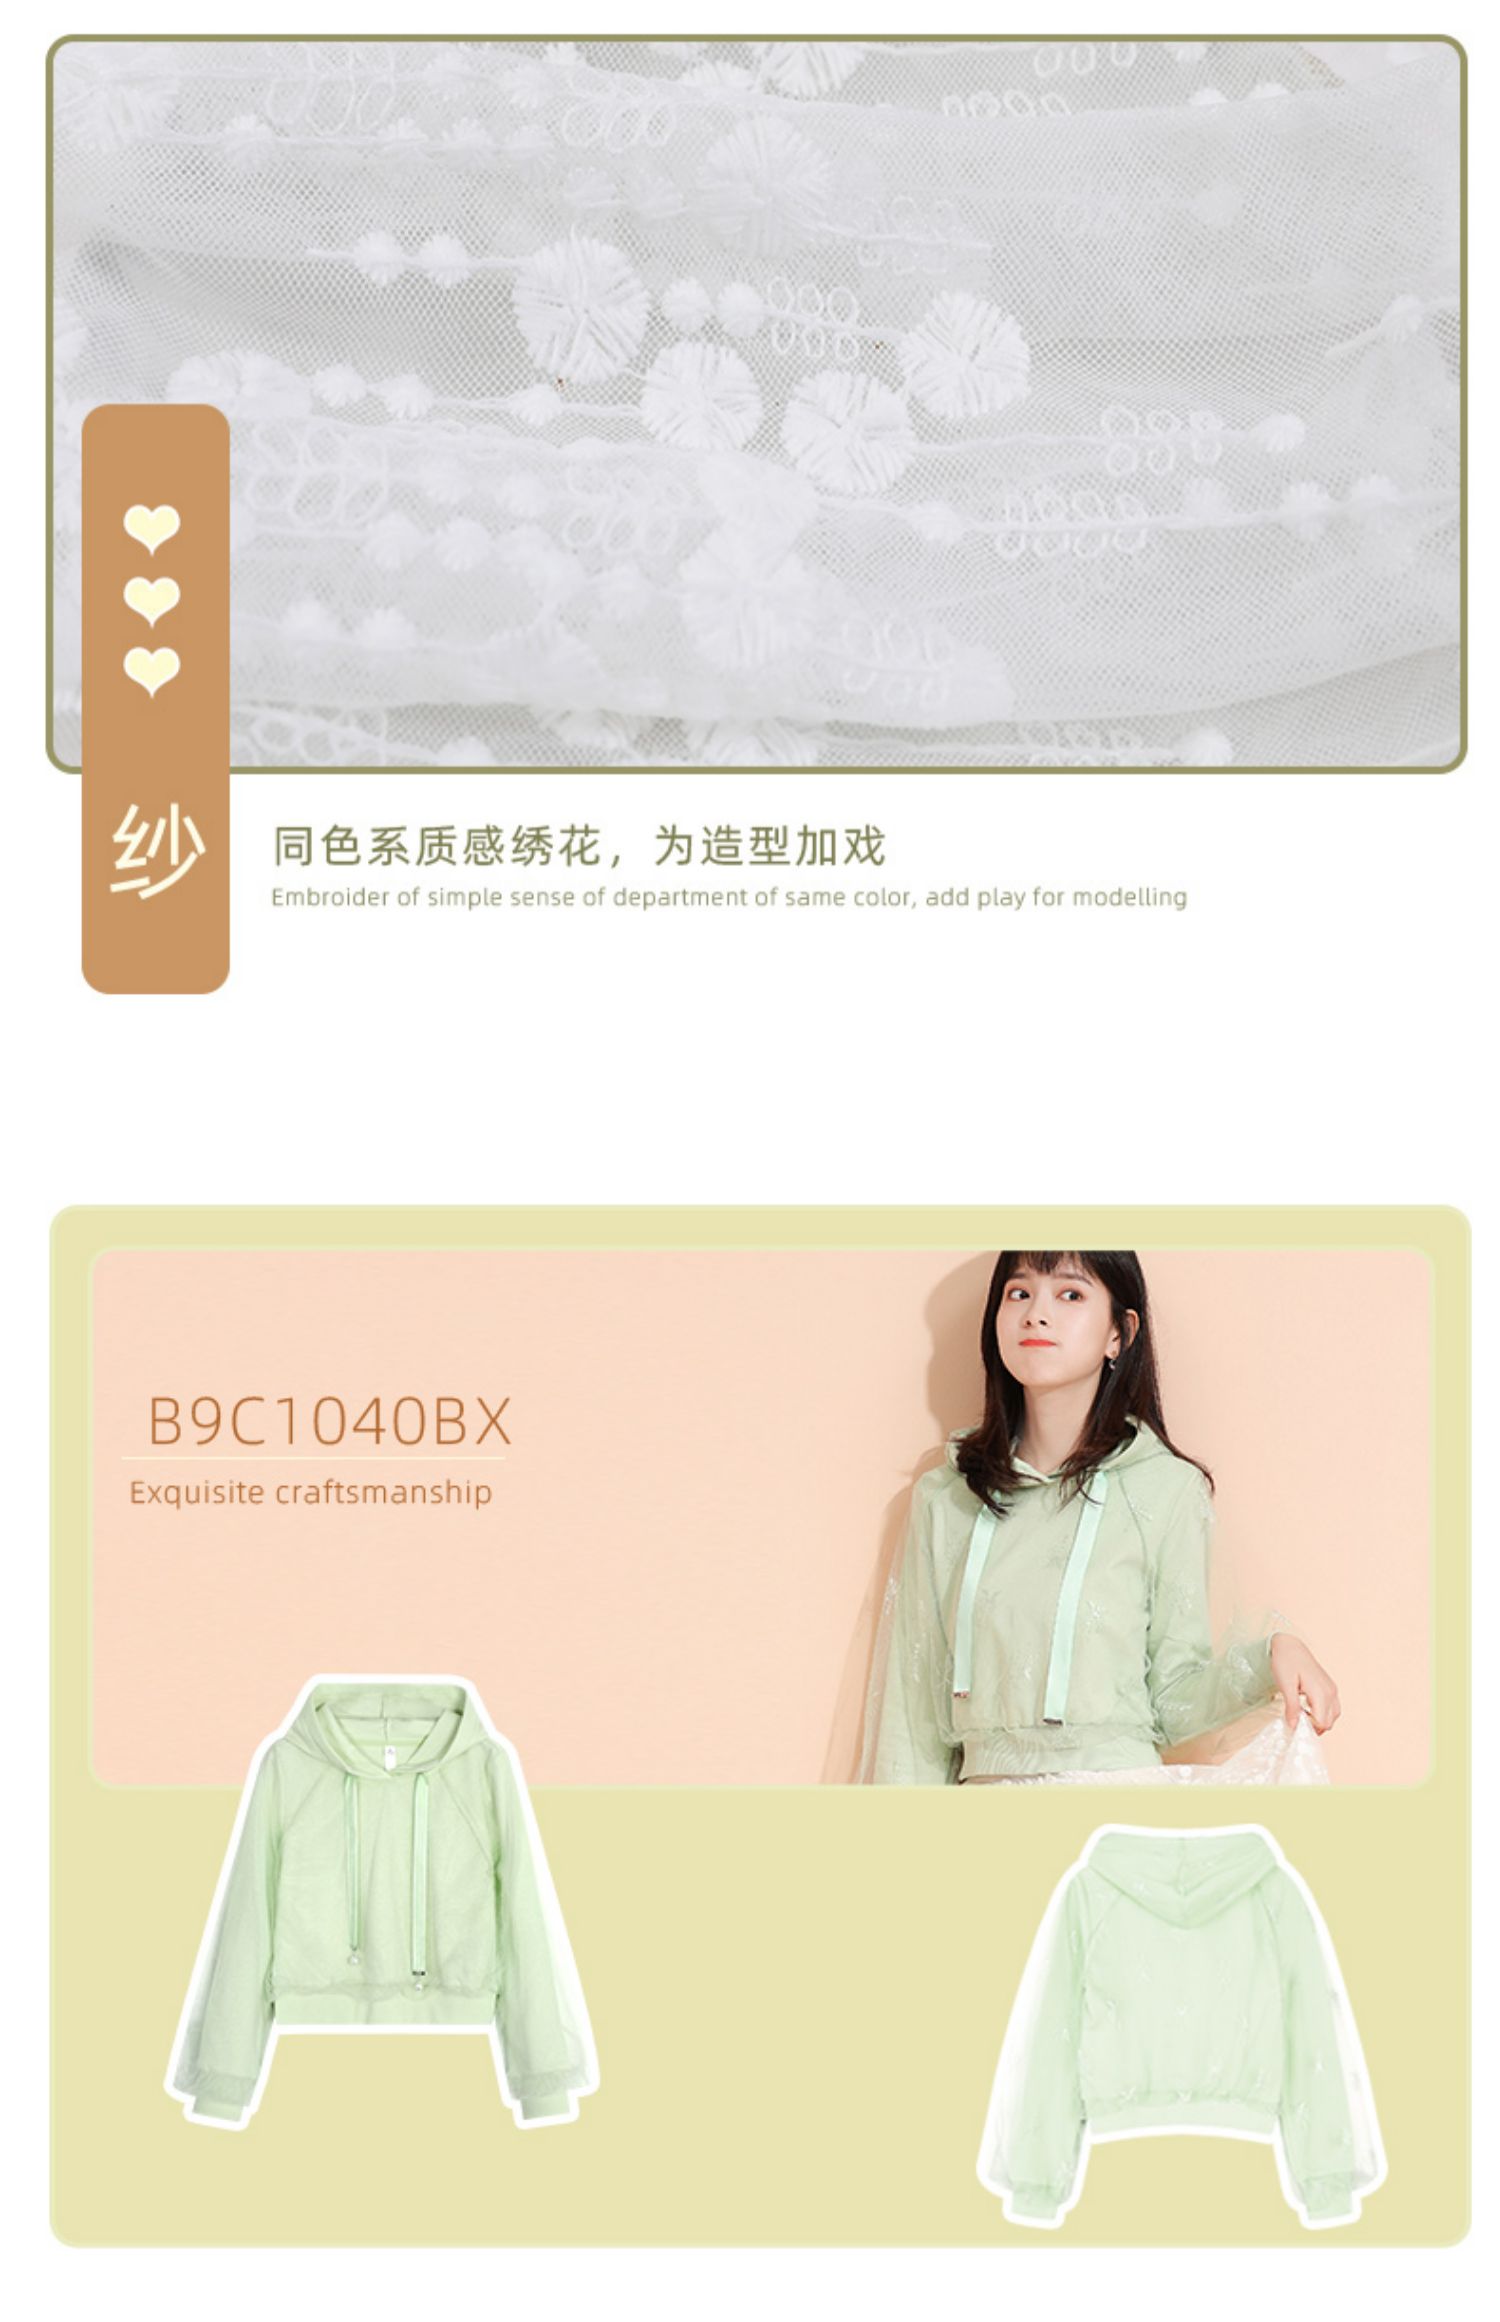 纱
同色系质感绣花，为造型加戏
Embroider of simple sense of department of same color, add play for modelling
B9C1040BX
Exquisite craftsmanship